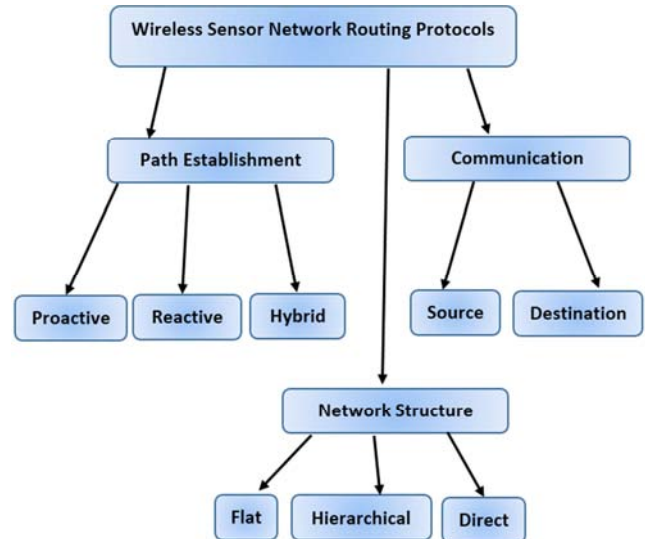 Wireless Sensor Network Routing Protocols
Path Establishment
Communication
Proactive
Reactive
Hybrid
Source
Destination
Network Structure
Flat
Hierarchical
Direct